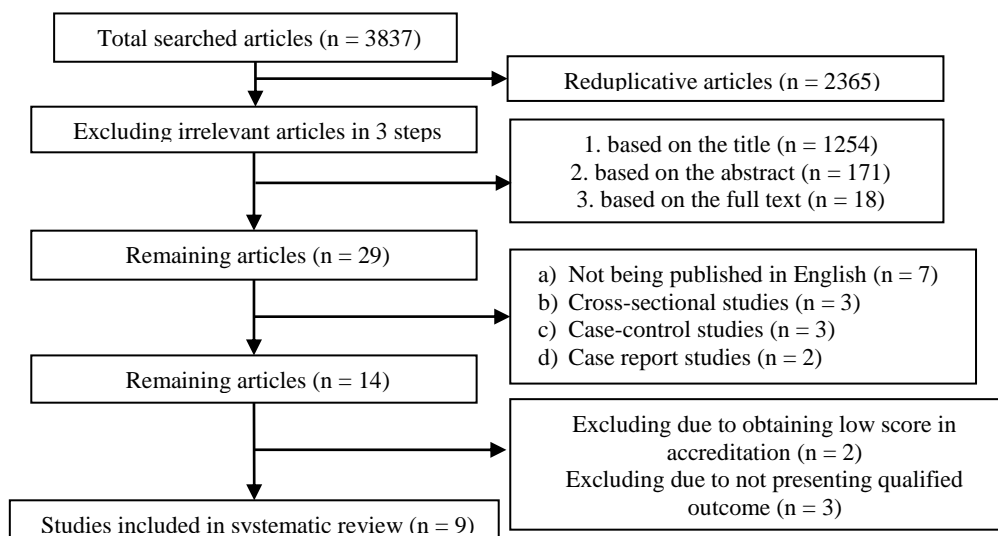 Total searched articles (n = 3837)
Reduplicative articles (n = 2365)
Excluding irrelevant articles in 3 steps
1. based on the title (n = 1254)
2. based on the abstract (n = 171)
3. based on the full text (n = 18)
Remaining articles (n = 29)
a) Not being published in English (n = 7)
b) Cross-sectional studies (n = 3)
c) Case-control studies (n = 3)
d) Case report studies (n = 2)
Remaining articles (n = 14)
Excluding due to obtaining low score in
accreditation (n = 2)
Excluding due to not presenting qualified
outcome (n = 3)
Studies included in systematic review (n = 9)